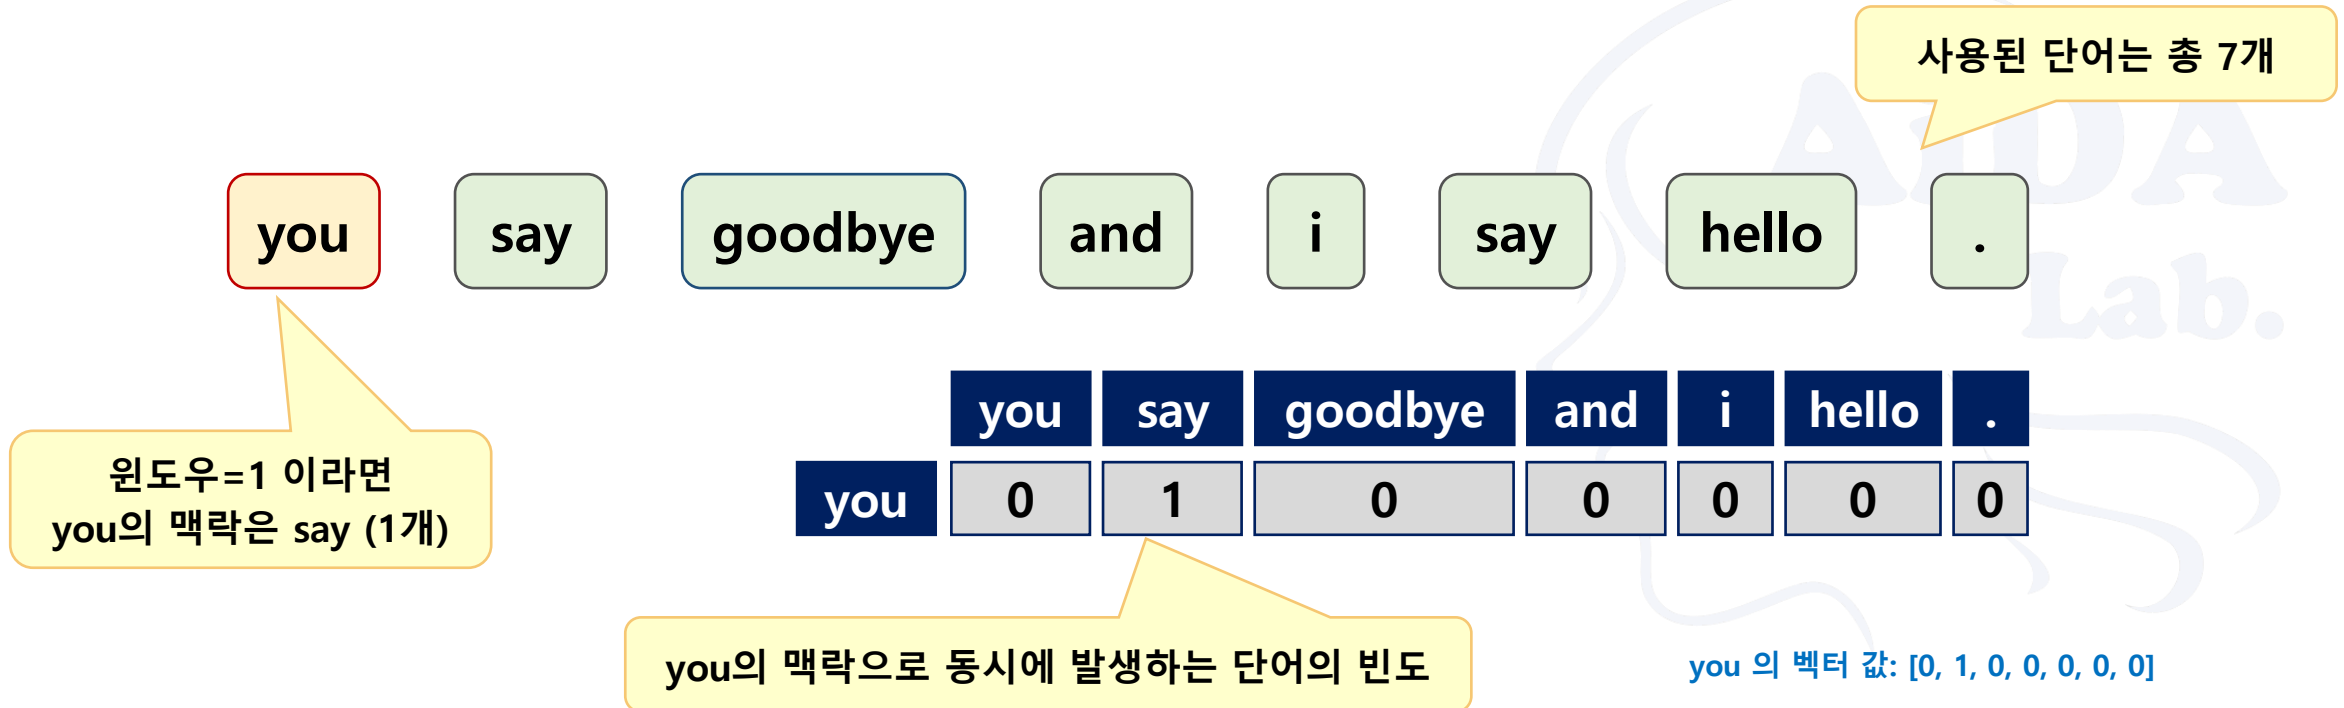 사용된 단어는 총 7개
AIDA
Lab.
you say goodbye and i say hello .
윈도우=1 이라면
you의 맥락은 say (1개)
you say goodbye and i hello .
you 0 1 0 0 0 0 0
you의 맥락으로 동시에 발생하는 단어의 빈도
you 의 벡터 값: [0, 1, 0, 0, 0, 0, 0]